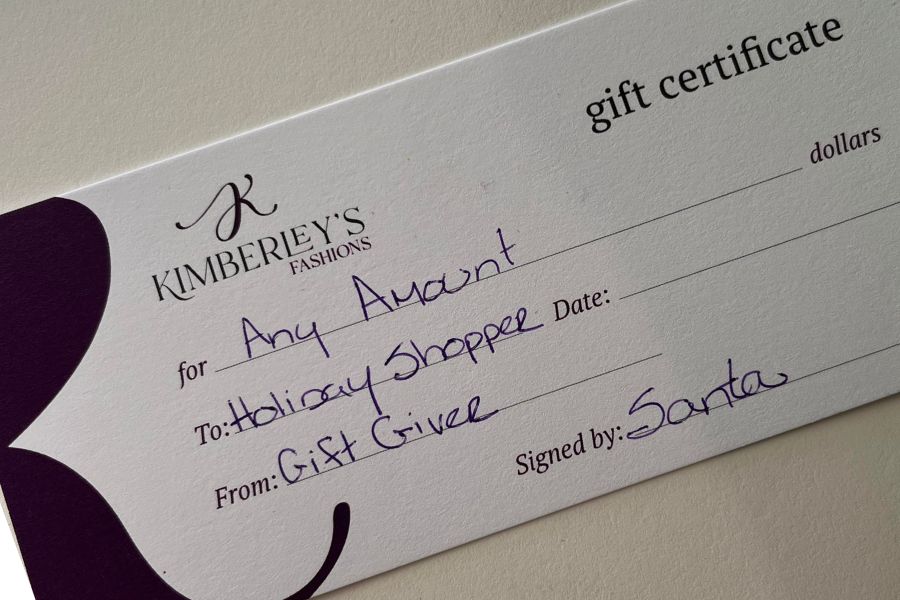 gift certificate
K
KIMBERLEY'S
FASHIONS
for Any Amount dollars
To: Holiday Shopper Date:
From: Gift Giver
Signed by: Santa